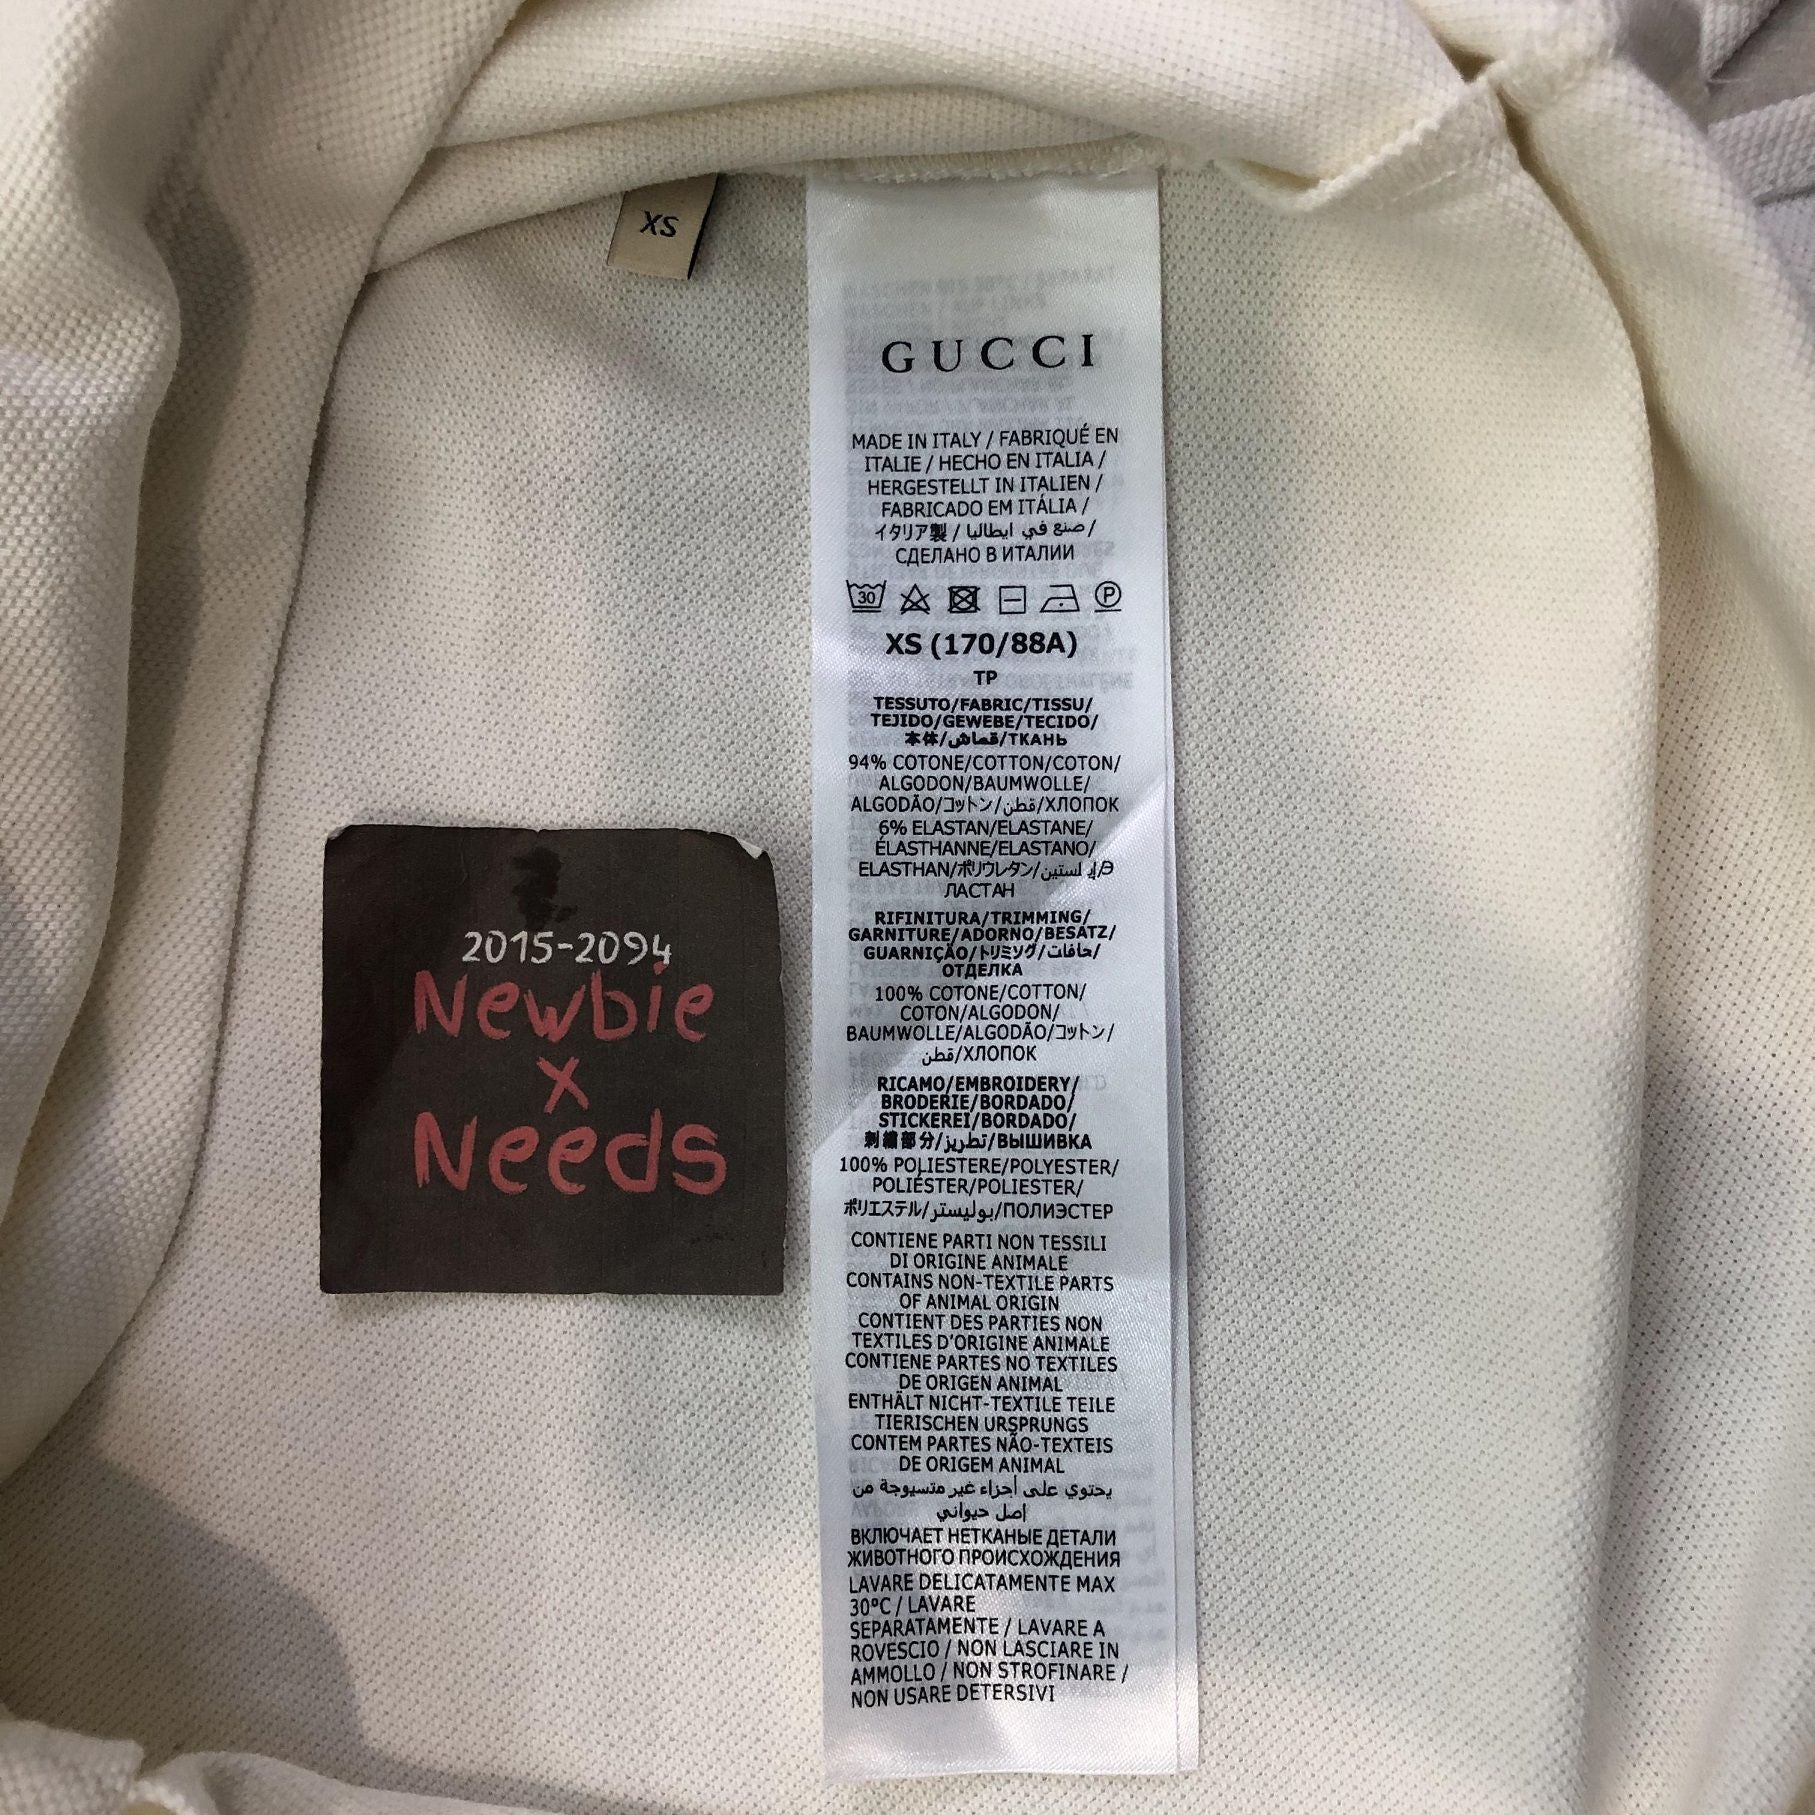 XS
GUCCI
MADE IN ITALY / FABRIQUÉ EN
ITALIE / HECHO EN ITALIA /
HERGESTELLT IN ITALIEN /
FABRICADO EM ITÁLIA /
イタリア製 / صنع في ايطاليا /
СДЕЛАНО В ИТАЛИИ
30
P
XS (170/88A)
TP
TESSUTO/FABRIC/TISSU/
TEJIDO/GEWEBE/TECIDO/
本体/قماش/ТКАНЬ
94% COTONE/COTTON/COTON/
ALGODON/BAUMWOLLE/
ALGODÃO/コットン/قطن/ХЛОПОК
6% ELASTAN/ELASTANE/
ÉLASTHANNE/ELASTANO/
ELASTHAN/ポリウレタン/إيلستين/Э
ЛАСТАН
RIFINITURA/TRIMMING/
GARNITURE/ADORNO/BESATZ/
GUARNIÇÃO/トリミング/حافات/
ОТДЕЛКА
100% COTONE/COTTON/
COTON/ALGODON/
BAUMWOLLE/ALGODÃO/コットン/
قطن/ХЛОПОК
RICAMO/EMBROIDERY/
BRODERIE/BORDADO/
STICKEREI/BORDADO/
刺繍部分/تطريز/ВЫШИВКА
100% POLIESTERE/POLYESTER/
POLIÉSTER/POLIESTER/
ポリエステル/بوليستر/ПОЛИЭСТЕР
CONTIENE PARTI NON TESSILI
DI ORIGINE ANIMALE
CONTAINS NON-TEXTILE PARTS
OF ANIMAL ORIGIN
CONTIENT DES PARTIES NON
TEXTILES D'ORIGINE ANIMALE
CONTIENE PARTES NO TEXTILES
DE ORIGEN ANIMAL
ENTHÄLT NICHT-TEXTILE TEILE
TIERISCHEN URSPRUNGS
CONTEM PARTES NÃO-TEXTEIS
DE ORIGEM ANIMAL
يحتوي على أجزاء غير متسيوجة من
اصل حيواني
ВКЛЮЧАЕТ НЕТКАНЫЕ ДЕТАЛИ
ЖИВОТНОГО ПРОИСХОЖДЕНИЯ
LAVARE DELICATAMENTE MAX
30°C / LAVARE
SEPARATAMENTE / LAVARE A
ROVESCIO / NON LASCIARE IN
AMMOLLO / NON STROFINARE /
NON USARE DETERSIVI
2015-2094
Newbie
x
Needs